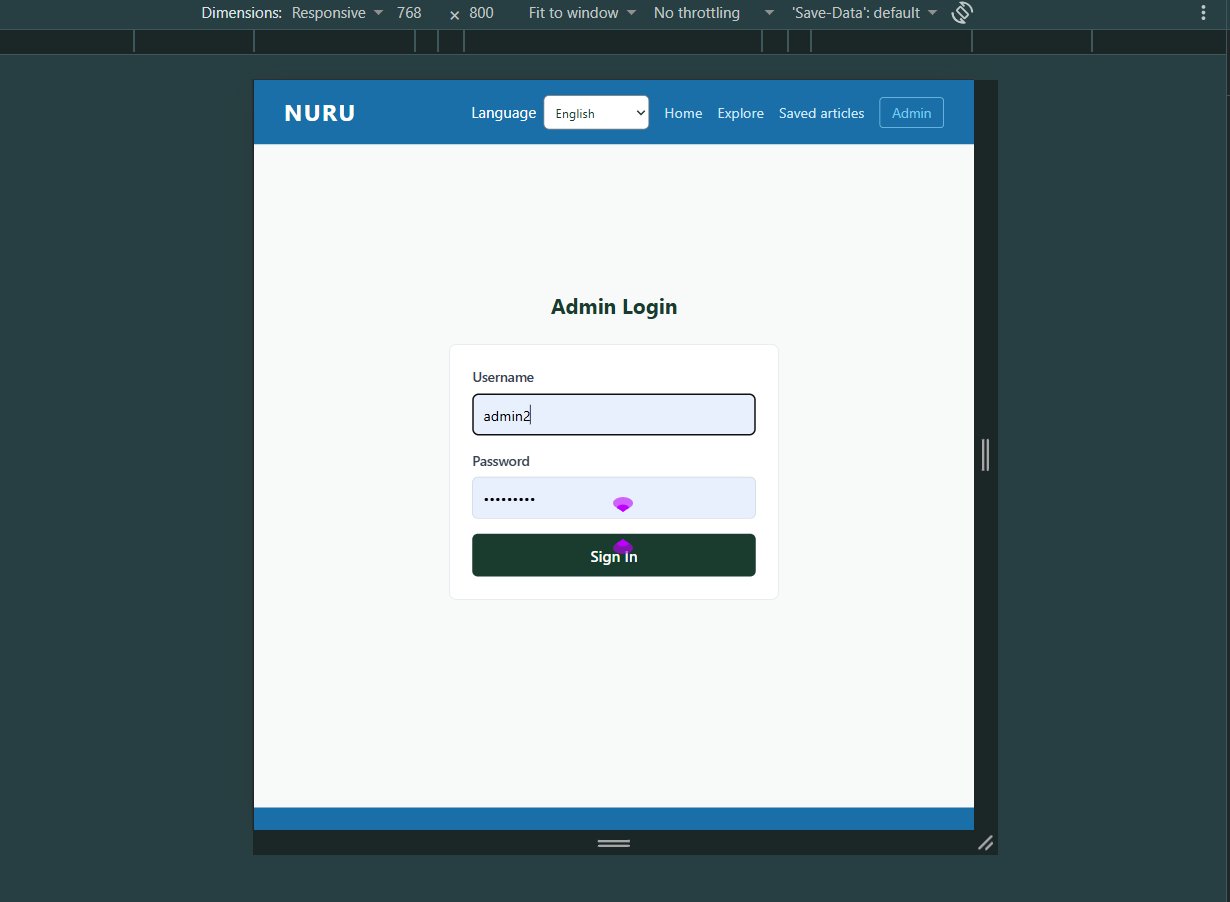 Dimensions: Responsive 768 × 800 Fit to window No throttling 'Save-Data': default
NURU Language English Home Explore Saved articles Admin
Admin Login
Username
admin2
Password
•••••••••
Sign In